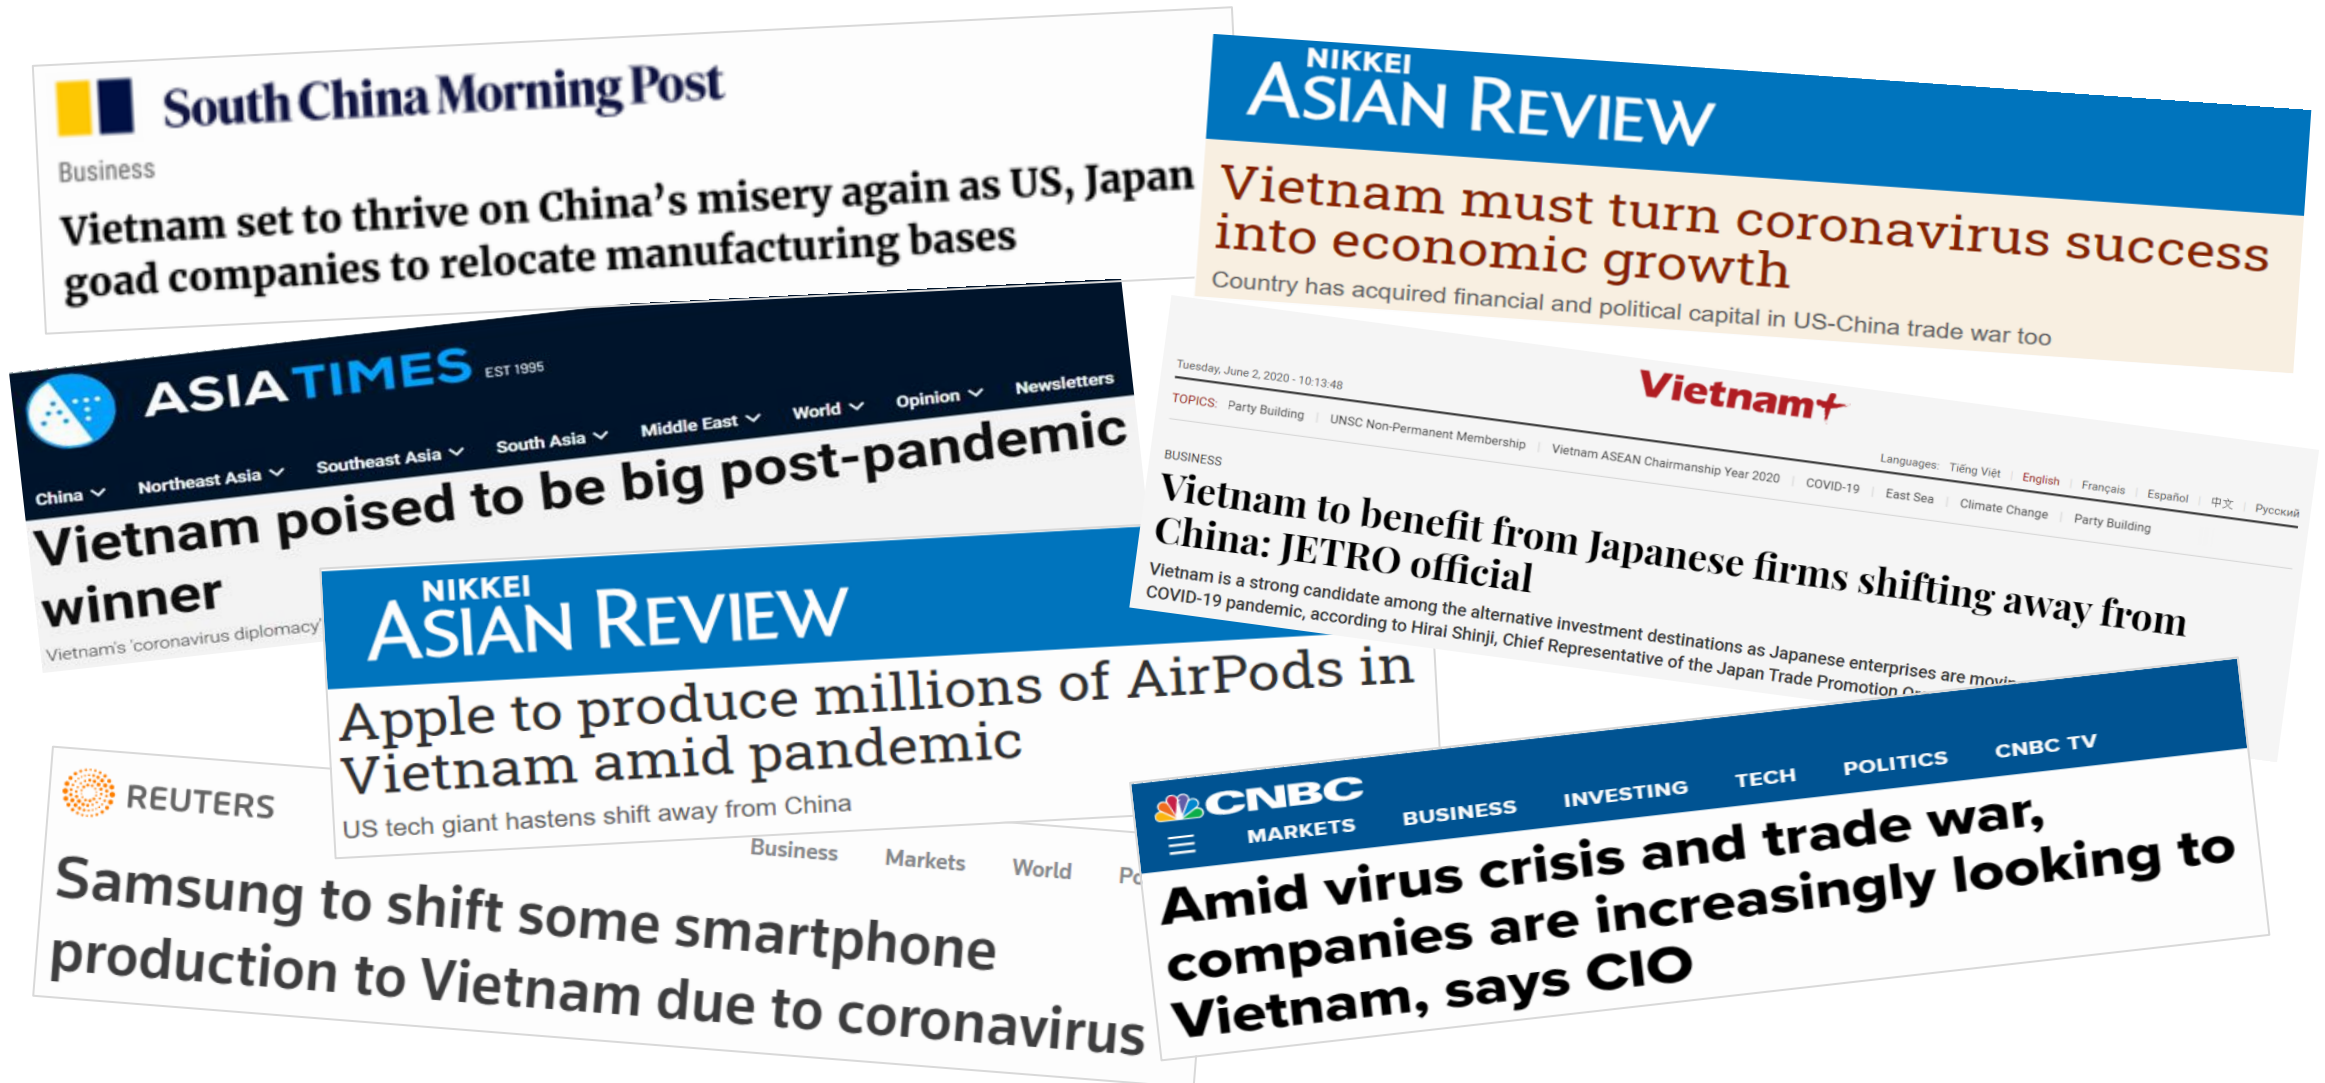 South China Morning Post
Business
Vietnam set to thrive on China’s misery again as US, Japan
goad companies to relocate manufacturing bases
NIKKEI
ASIAN REVIEW
Vietnam must turn coronavirus success
into economic growth
Country has acquired financial and political capital in US-China trade war too
ASIA TIMES EST 1995
China Northeast Asia Southeast Asia South Asia Middle East World Opinion Newsletters
Vietnam poised to be big post-pandemic
winner
Vietnam's 'coronavirus diplomacy'
Tuesday, June 2, 2020 - 10:13:48
Vietnam+
Languages: Tiếng Việt English Français Español 中文 Русский
TOPICS: Party Building UNSC Non-Permanent Membership Vietnam ASEAN Chairmanship Year 2020 COVID-19 East Sea Climate Change Party Building
BUSINESS
Vietnam to benefit from Japanese firms shifting away from
China: JETRO official
Vietnam is a strong candidate among the alternative investment destinations as Japanese enterprises are
COVID-19 pandemic, according to Hirai Shinji, Chief Representative of the Japan Trade Promotion
NIKKEI
ASIAN REVIEW
Apple to produce millions of AirPods in
Vietnam amid pandemic
US tech giant hastens shift away from China
REUTERS
Business Markets World
Samsung to shift some smartphone
production to Vietnam due to coronavirus
CNBC
MARKETS BUSINESS INVESTING TECH POLITICS CNBC TV
Amid virus crisis and trade war,
companies are increasingly looking to
Vietnam, says CIO